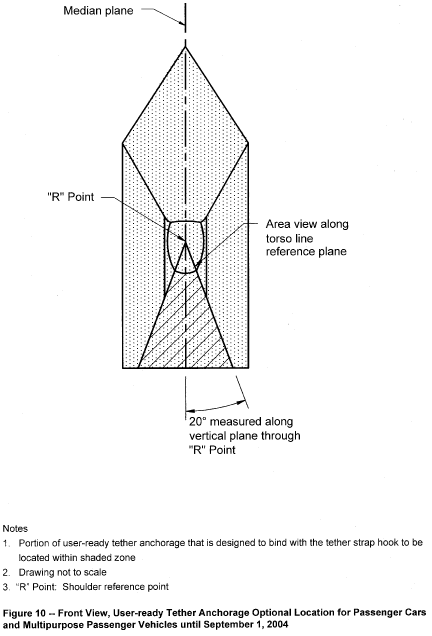 Median plane
"R" Point
Area view along
torso line
reference plane
20° measured along
vertical plane through
"R" Point
Notes
1. Portion of user-ready tether anchorage that is designed to bind with the tether strap hook to be
located within shaded zone
2. Drawing not to scale
3. “R” Point: Shoulder reference point
Figure 10 -- Front View, User-ready Tether Anchorage Optional Location for Passenger Cars
and Multipurpose Passenger Vehicles until September 1, 2004